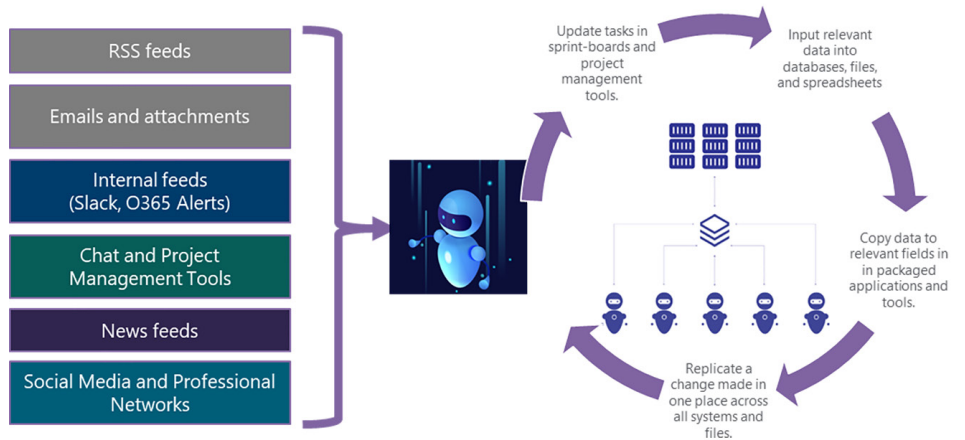 RSS feeds
Emails and attachments
Internal feeds
(Slack, O365 Alerts)
Chat and Project
Management Tools
News feeds
Social Media and Professional
Networks
Update tasks in
sprint-boards and
project
management
tools.
Input relevant
data into
databases, files,
and spreadsheets
Copy data to
relevant fields in
in packaged
applications and
tools.
Replicate a
change made in
one place across
all systems and
files.